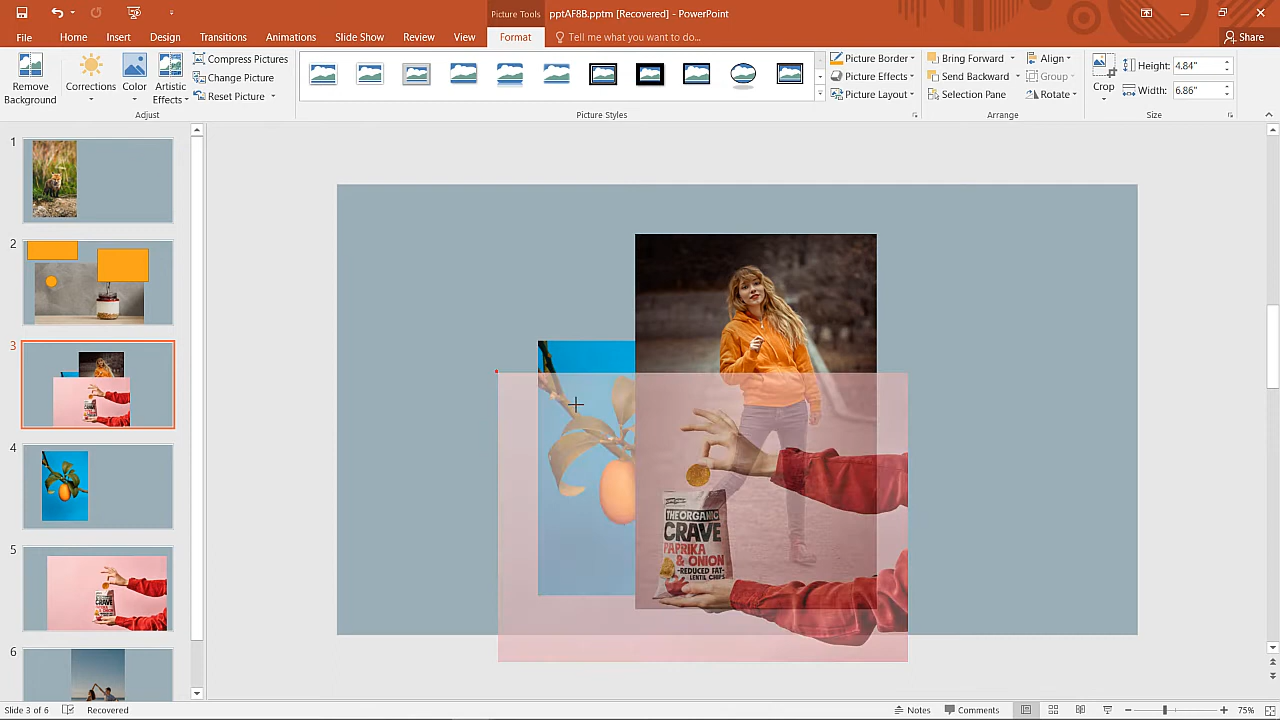 Picture Tools
pptAF8B.pptm [Recovered] - PowerPoint
File
Home
Insert
Design
Transitions
Animations
Slide Show
Review
View
Format
Tell me what you want to do...
Share
Remove
Background
Corrections
Color
Artistic
Effects
Compress Pictures
Change Picture
Reset Picture
Picture Border
Picture Effects
Picture Layout
Bring Forward
Send Backward
Selection Pane
Align
Group
Rotate
Crop
Height:
4.84"
Width:
6.86"
Adjust
Picture Styles
Arrange
Size
1
2
3
4
5
6
THE ORGANIC
CRAVE
PAPRIKA
& ONION
-REDUCED FAT-
LENTIL CHIPS
Slide 3 of 6
Recovered
Notes
Comments
75%